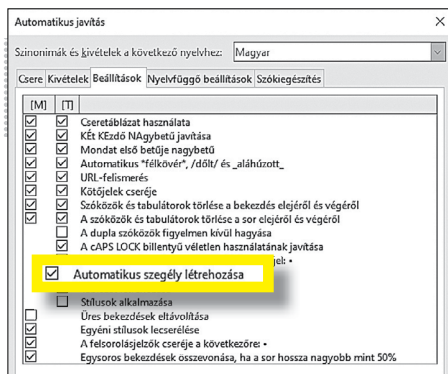 Automatikus javítás
Szinonimák és kivételek a következő nyelvhez: Magyar
Csere Kivételek Beállítások Nyelvfüggő beállítások Szókiegészítés
[M] [T]
Cseretáblázat használata
KÉt KEzdő NAgybetű javítása
Mondat első betűje nagybetű
Automatikus *félkövér*, /dőlt/ és _aláhúzott_
URL-felismerés
Kötőjelek cseréje
Szóközök és tabulátorok törlése a bekezdés elejéről és végéről
A szóközök és tabulátorok törlése a sor elejéről és végéről
A dupla szóközök figyelmen kívül hagyása
A cAPS LOCK billentyű véletlen használatának javítása
jel: •
Automatikus szegély létrehozása
Stílusok alkalmazása
Üres bekezdések eltávolítása
Egyéni stílusok lecserélése
A felsorolásjelzők cseréje a következőre: •
Egysoros bekezdések összevonása, ha a sor hossza nagyobb mint 50%